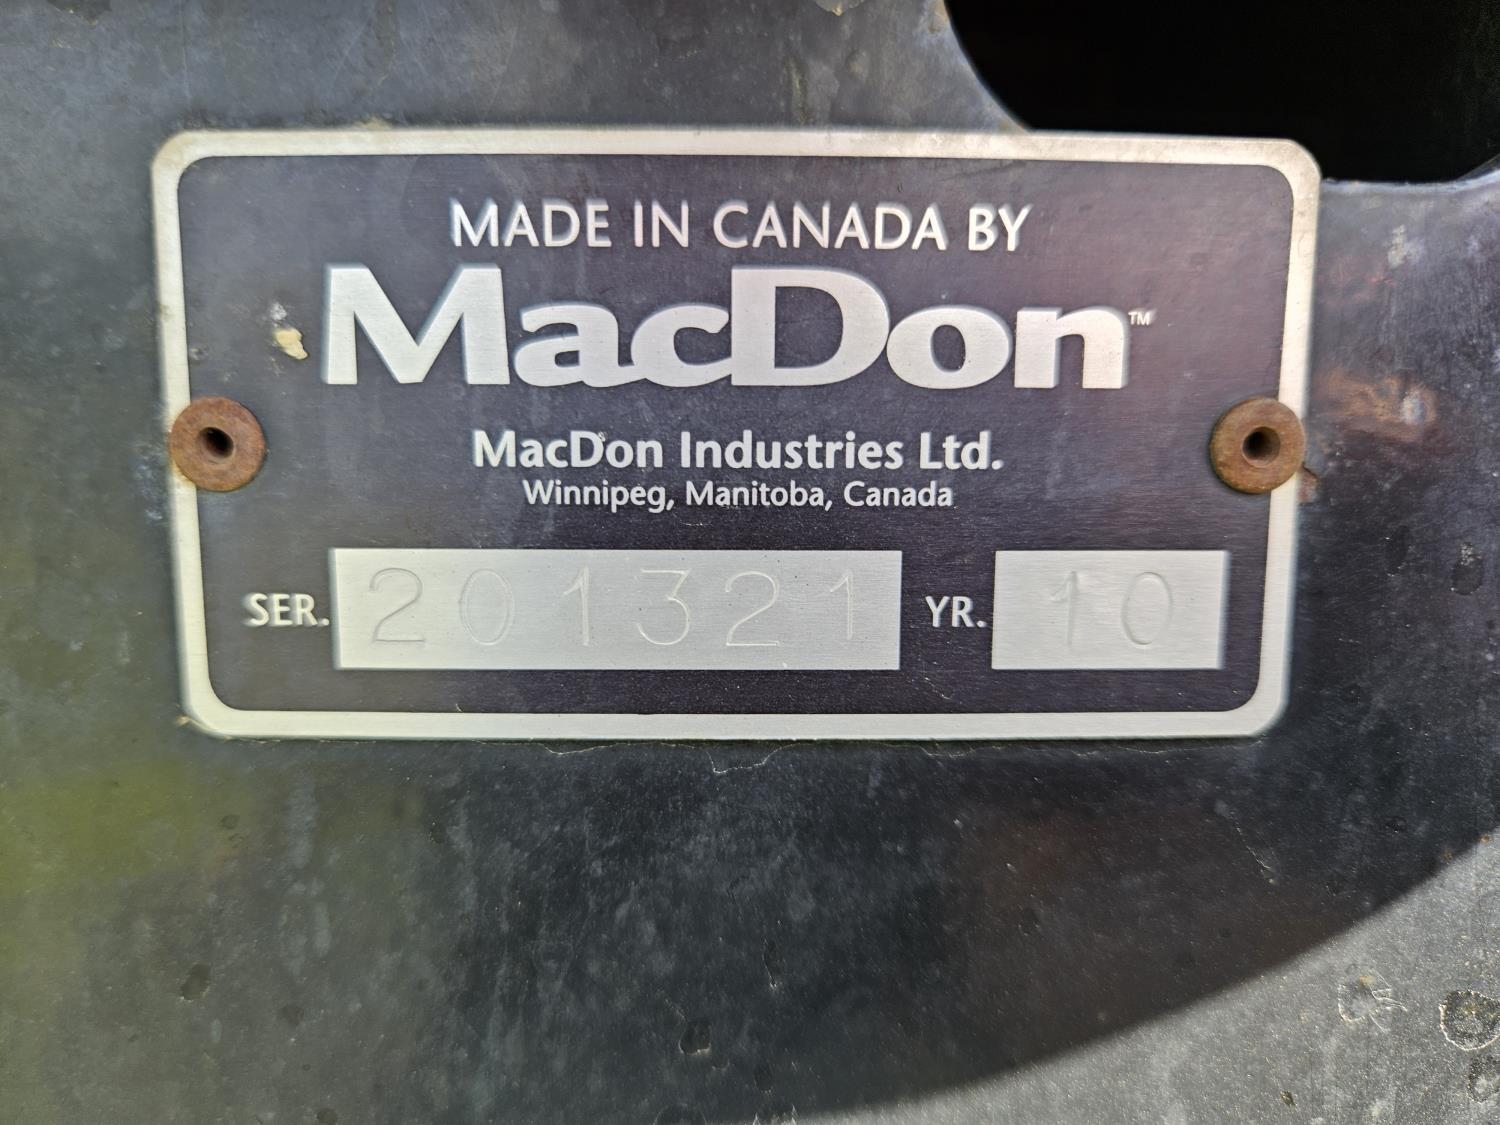 MADE IN CANADA BY
MacDon™
MacDon Industries Ltd.
Winnipeg, Manitoba, Canada
SER. 201321 YR. 10